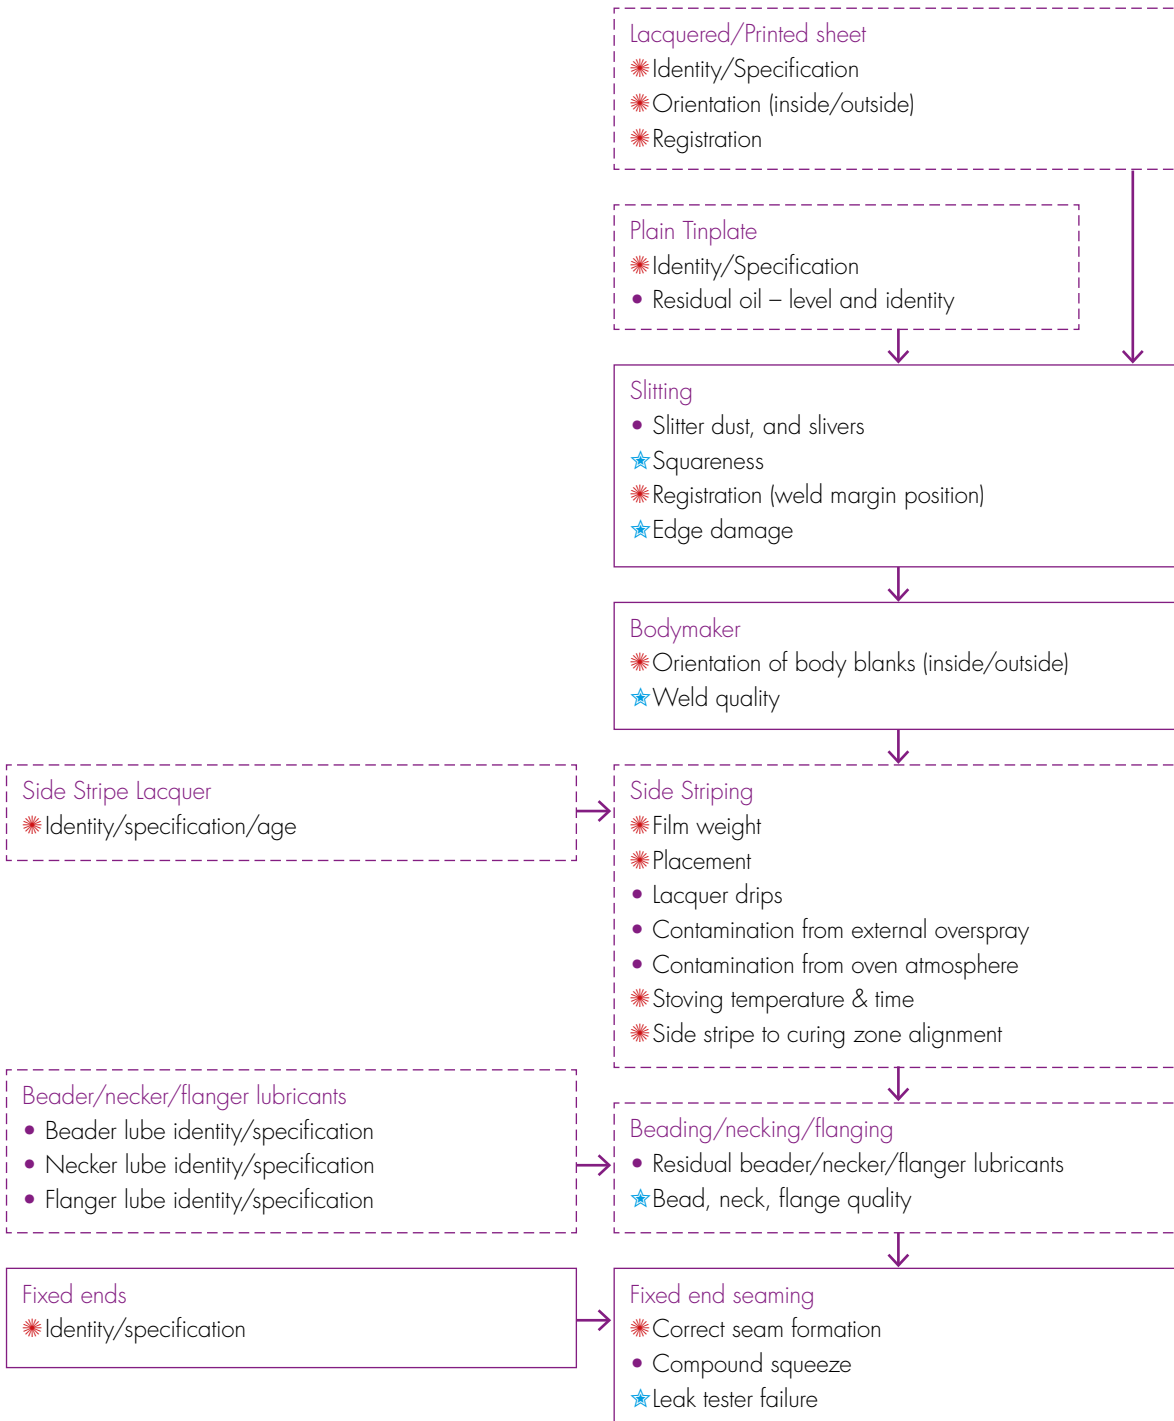 Lacquered/Printed sheet
Identity/Specification
Orientation (inside/outside)
Registration
Plain Tinplate
Identity/Specification
• Residual oil – level and identity
Slitting
• Slitter dust, and slivers
Squareness
Registration (weld margin position)
Edge damage
Bodymaker
Orientation of body blanks (inside/outside)
Weld quality
Side Stripe Lacquer
Identity/specification/age
Side Striping
Film weight
Placement
• Lacquer drips
• Contamination from external overspray
• Contamination from oven atmosphere
Stoving temperature & time
Side stripe to curing zone alignment
Beader/necker/flanger lubricants
• Beader lube identity/specification
• Necker lube identity/specification
• Flanger lube identity/specification
Beading/necking/flanging
• Residual beader/necker/flanger lubricants
Bead, neck, flange quality
Fixed ends
Identity/specification
Fixed end seaming
Correct seam formation
• Compound squeeze
Leak tester failure